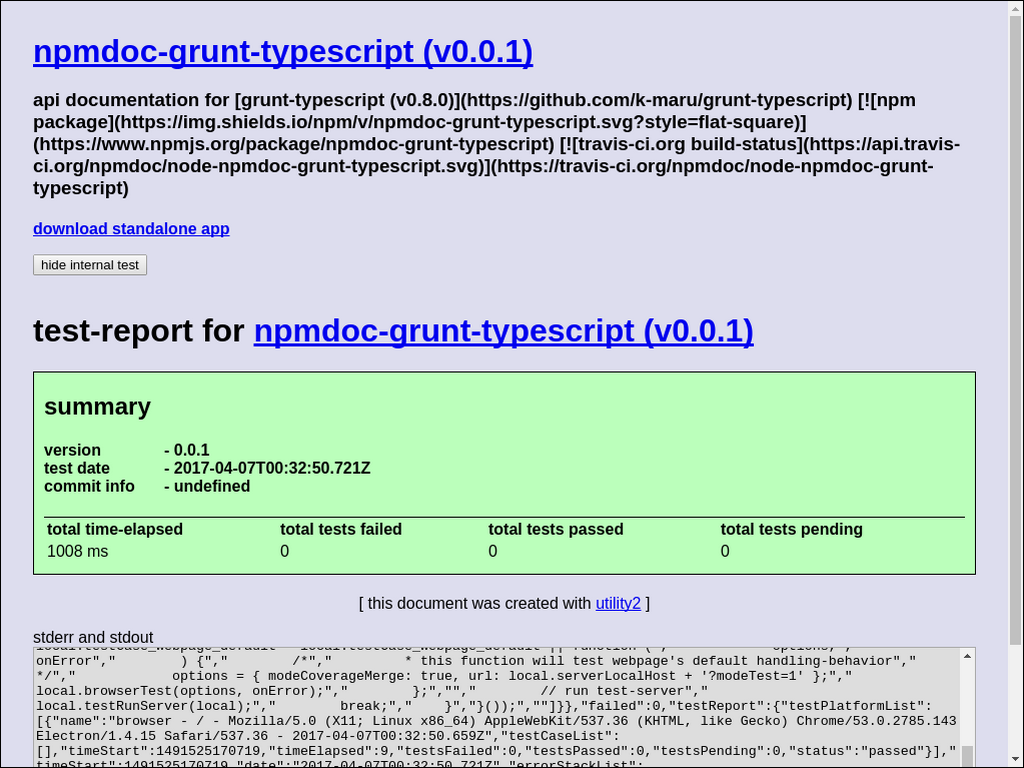 npmdoc-grunt-typescript (v0.0.1)
api documentation for [grunt-typescript (v0.8.0)](https://github.com/k-maru/grunt-typescript) [![npm
package](https://img.shields.io/npm/v/npmdoc-grunt-typescript.svg?style=flat-square)]
(https://www.npmjs.org/package/npmdoc-grunt-typescript) [![travis-ci.org build-status](https://api.travis-
ci.org/npmdoc/node-npmdoc-grunt-typescript.svg)](https://travis-ci.org/npmdoc/node-npmdoc-grunt-
typescript)
download standalone app
hide internal test
test-report for npmdoc-grunt-typescript (v0.0.1)
summary
version - 0.0.1
test date - 2017-04-07T00:32:50.721Z
commit info - undefined
total time-elapsed total tests failed total tests passed total tests pending
1008 ms 0 0 0
[ this document was created with utility2 ]
stderr and stdout
onError","        ) {","        /*","         * this function will test webpage's default handling-behavior","
*/","         options = { modeCoverageMerge: true, url: local.serverLocalHost + '?modeTest=1' };","
local.browserTest(options, onError);","        };","","        // run test-server","
local.testRunServer(local);","        break;","    }","}());",""]}},"failed":0,"testReport":{"testPlatformList":
[{"name":"browser - / - Mozilla/5.0 (X11; Linux x86_64) AppleWebKit/537.36 (KHTML, like Gecko) Chrome/53.0.2785.143
Electron/1.4.15 Safari/537.36 - 2017-04-07T00:32:50.659Z","testCaseList":
[],"timeStart":1491525170719,"timeElapsed":9,"testsFailed":0,"testsPassed":0,"testsPending":0,"status":"passed"}],"
timeStart":1491525170719,"date":"2017-04-07T00:32:50.721Z","errorStackList":